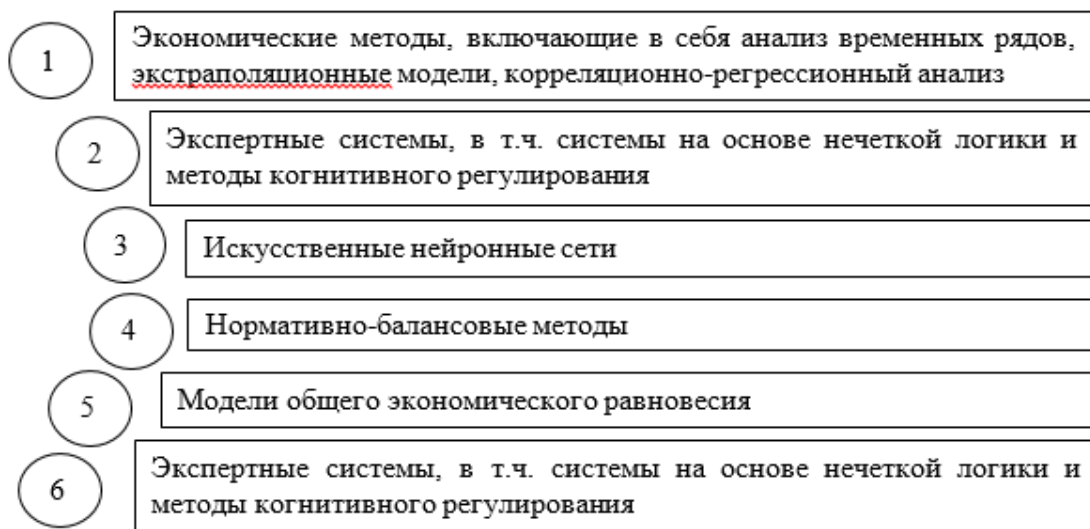 1
Экономические методы, включающие в себя анализ временных рядов,
экстраполяционные модели, корреляционно-регрессионный анализ
2
Экспертные системы, в т.ч. системы на основе нечеткой логики и
методы когнитивного регулирования
3
Искусственные нейронные сети
4
Нормативно-балансовые методы
5
Модели общего экономического равновесия
6
Экспертные системы, в т.ч. системы на основе нечеткой логики и
методы когнитивного регулирования